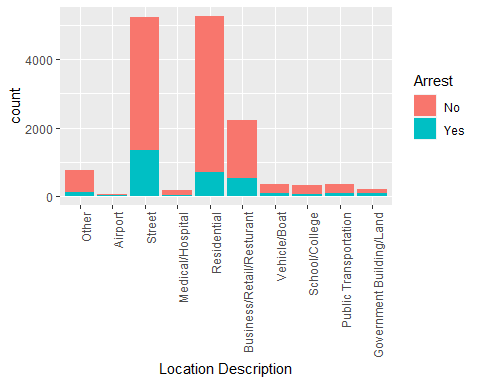 count
4000
2000
0
Other
Airport
Street
Medical/Hospital
Residential
Business/Retail/Resturant
Vehicle/Boat
School/College
Public Transportation
Government Building/Land
Location Description
Arrest
No
Yes